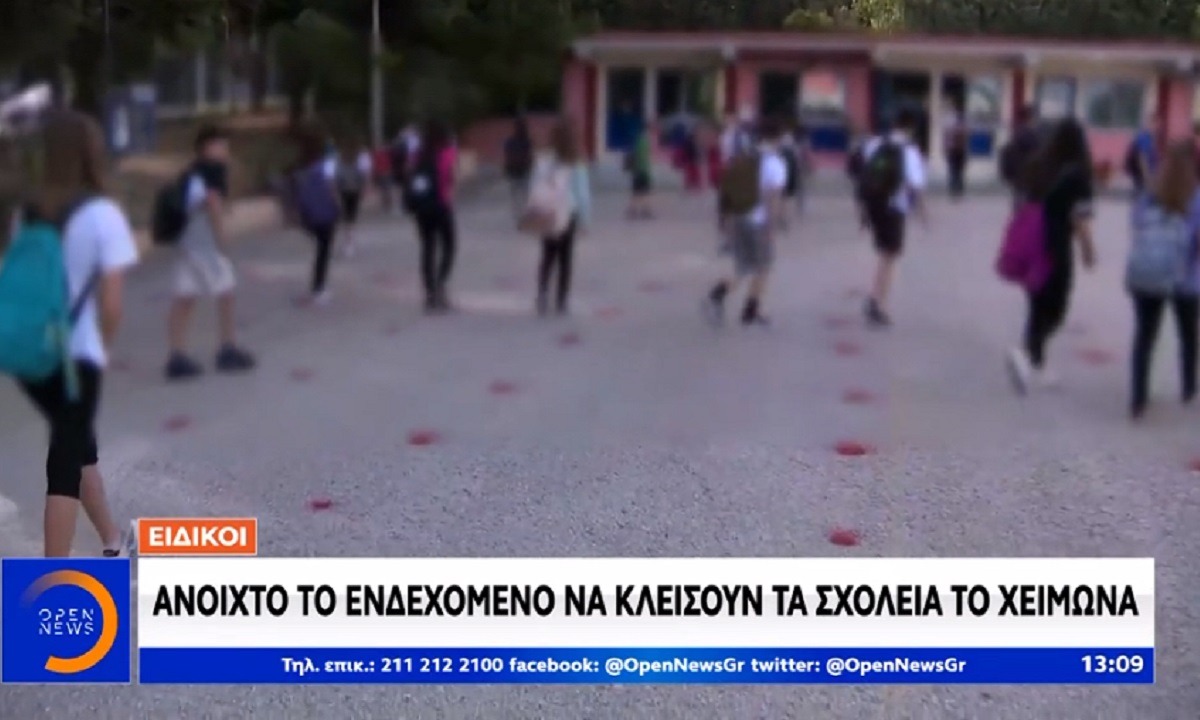 ΕΙΔΙΚΟΙ
ΑΝΟΙΧΤΟ ΤΟ ΕΝΔΕΧΟΜΕΝΟ ΝΑ ΚΛΕΙΣΟΥΝ ΤΑ ΣΧΟΛΕΙΑ ΤΟ ΧΕΙΜΩΝΑ
OPEN
NEWS
Τηλ. επικ.: 211 212 2100 facebook: @OpenNewsGr twitter: @OpenNewsGr 13:09